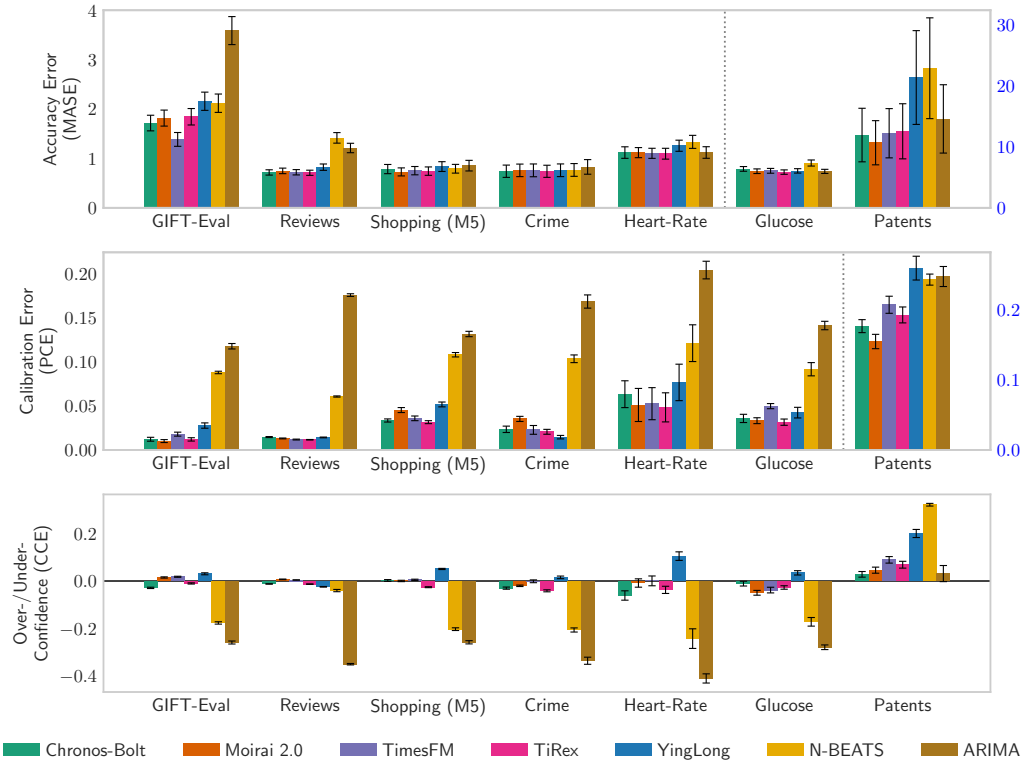 Accuracy Error
(MASE)
4
3
2
1
0
30
20
10
0
GIFT-Eval Reviews Shopping (M5) Crime Heart-Rate Glucose Patents
Calibration Error
(PCE)
0.20
0.15
0.10
0.05
0.00
0.2
0.1
0.0
GIFT-Eval Reviews Shopping (M5) Crime Heart-Rate Glucose Patents
Over-/Under-
Confidence (CCE)
0.2
0.0
−0.2
−0.4
GIFT-Eval Reviews Shopping (M5) Crime Heart-Rate Glucose Patents
Chronos-Bolt Moirai 2.0 TimesFM TiRex YingLong N-BEATS ARIMA